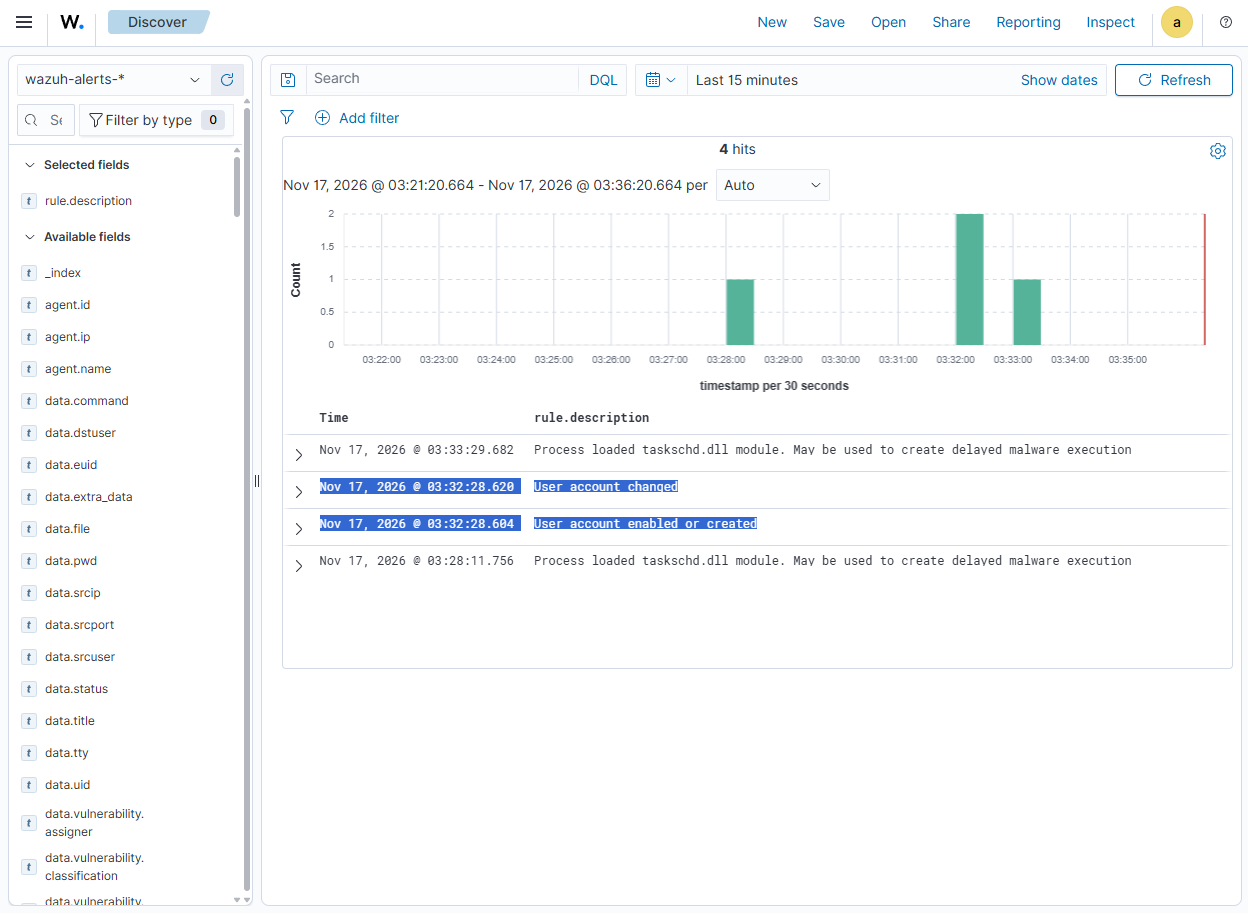 W.
Discover
New Save Open Share Reporting Inspect
a
wazuh-alerts-*
Search DQL
Last 15 minutes Show dates
Refresh
Se Filter by type 0
Add filter
Selected fields
t rule.description
Available fields
t _index
t agent.id
t agent.ip
t agent.name
t data.command
t data.dstuser
t data.euid
t data.extra_data
t data.file
t data.pwd
t data.srcip
t data.srcport
t data.srcuser
t data.status
t data.title
t data.tty
t data.uid
t data.vulnerability.
assigner
t data.vulnerability.
classification
data.vulnerability.
4 hits
Nov 17, 2026 @ 03:21:20.664 - Nov 17, 2026 @ 03:36:20.664 per Auto
2
1.5
1
0.5
0
Count
03:22:00 03:23:00 03:24:00 03:25:00 03:26:00 03:27:00 03:28:00 03:29:00 03:30:00 03:31:00 03:32:00 03:33:00 03:34:00 03:35:00
timestamp per 30 seconds
Time rule.description
Nov 17, 2026 @ 03:33:29.682 Process loaded taskschd.dll module. May be used to create delayed malware execution
Nov 17, 2026 @ 03:32:28.620 User account changed
Nov 17, 2026 @ 03:32:28.604 User account enabled or created
Nov 17, 2026 @ 03:28:11.756 Process loaded taskschd.dll module. May be used to create delayed malware execution